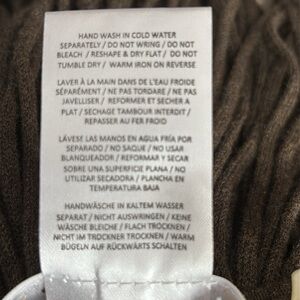 HAND WASH IN COLD WATER
SEPARATELY / DO NOT WRING / DO NOT
BLEACH / RESHAPE & DRY FLAT / DO NOT
TUMBLE DRY / WARM IRON ON REVERSE
LAVER À LA MAIN DANS DE L'EAU FROIDE
SÉPARÉMENT / NE PAS TORDARE / NE PAS
JAVELLISER / REFORMER ET SECHER A
PLAT / SECHAGE TAMBOUR INTERDIT /
REPASSER AU FER FROID
LÁVESE LAS MANOS EN AGUA FRÍA POR
SEPARADO / NO SAQUE / NO USAR
BLANQUEADOR / REFORMAR Y SECAR
SOBRE UNA SUPERFICIE PLANA / NO
UTILIZAR SECADORA / PLANCHA EN
TEMPERATURA BAJA
HANDWÄSCHE IN KALTEM WASSER
SEPARAT / NICHT AUSWRINGEN / KEINE
WÄSCHE BLEICHE / FLACH TROCKNEN /
NICHT IM TROCKNER TROCKNEN / WARM
BÜGELN AUF RÜCKWÄRTS SCHALTEN